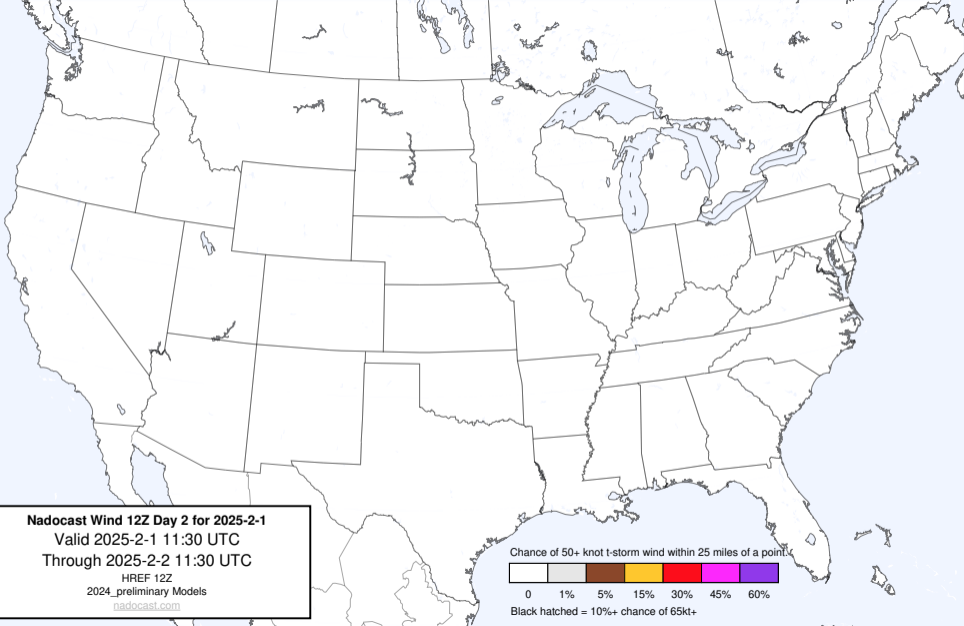 Nadocast Wind 12Z Day 2 for 2025-2-1
Valid 2025-2-1 11:30 UTC
Through 2025-2-2 11:30 UTC
HREF 12Z
2024_preliminary Models
nadocast.com
Chance of 50+ knot t-storm wind within 25 miles of a point.
0 1% 5% 15% 30% 45% 60%
Black hatched = 10%+ chance of 65kt+